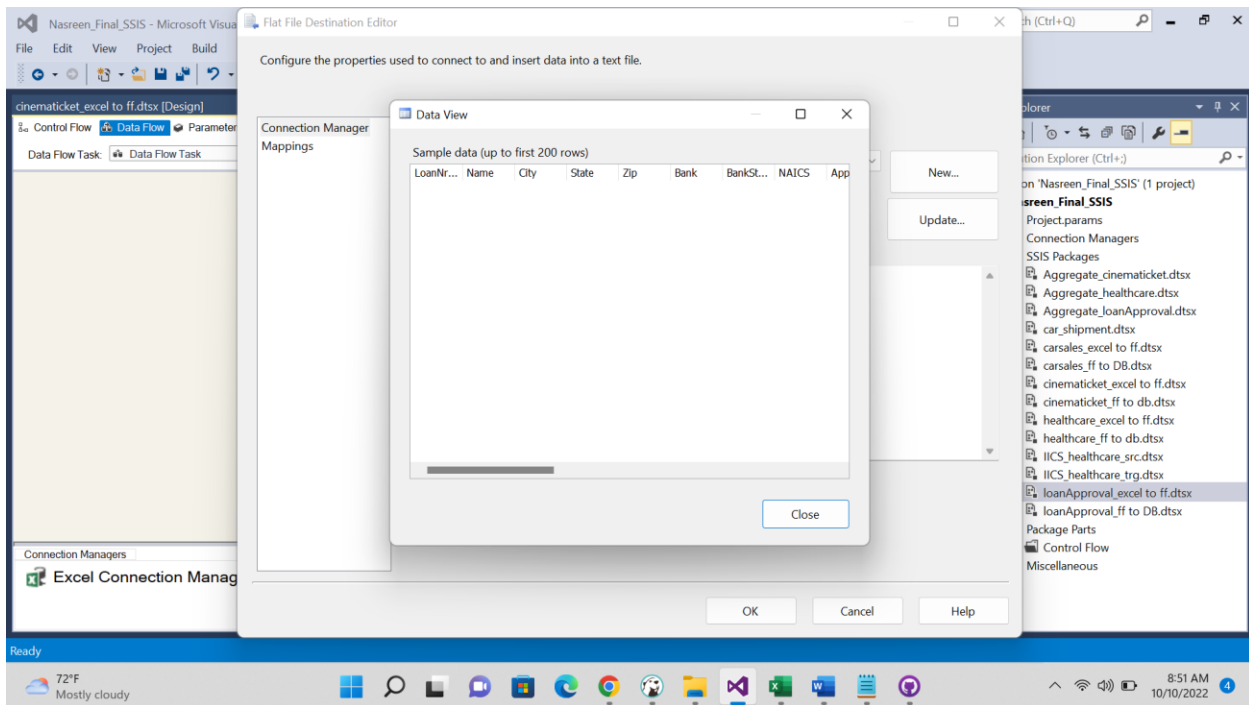 Nasreen_Final_SSIS - Microsoft Visua
Flat File Destination Editor
ch (Ctrl+Q)
File Edit View Project Build
Configure the properties used to connect to and insert data into a text file.
cinematicket_excel to ff.dtsx [Design]
Control Flow Data Flow Parameter
Data Flow Task: Data Flow Task
Connection Manager
Mappings
Data View
Sample data (up to first 200 rows)
LoanNr... Name City State Zip Bank BankSt... NAICS App
Close
New...
Update...
OK Cancel Help
plorer
ution Explorer (Ctrl+;)
on 'Nasreen_Final_SSIS' (1 project)
sreen_Final_SSIS
Project.params
Connection Managers
SSIS Packages
Aggregate_cinematicket.dtsx
Aggregate_healthcare.dtsx
Aggregate_loanApproval.dtsx
car_shipment.dtsx
carsales_excel to ff.dtsx
carsales_ff to DB.dtsx
cinematicket_excel to ff.dtsx
cinematicket_ff to db.dtsx
healthcare_excel to ff.dtsx
healthcare_ff to db.dtsx
IICS_healthcare_src.dtsx
IICS_healthcare_trg.dtsx
loanApproval_excel to ff.dtsx
loanApproval_ff to DB.dtsx
Package Parts
Control Flow
Miscellaneous
Connection Managers
Excel Connection Manag
Ready
72°F
Mostly cloudy
8:51 AM
10/10/2022
4